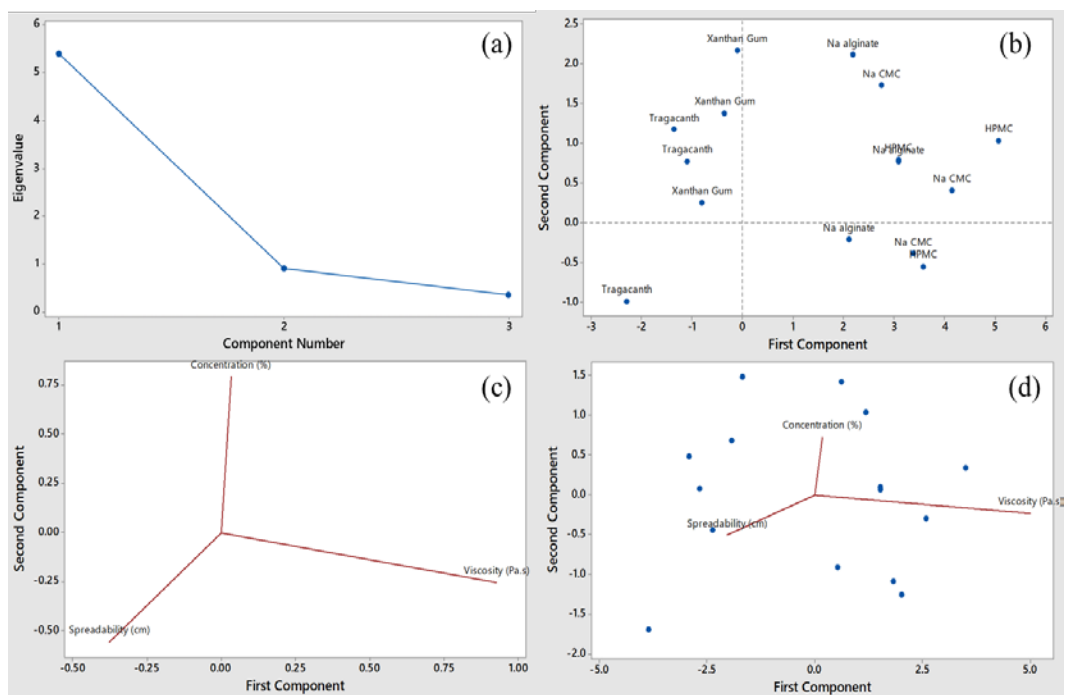 (a)
Eigenvalue
6
5
4
3
2
1
0
1
2
3
Component Number
(b)
Second Component
2.5
2.0
1.5
1.0
0.5
0.0
-0.5
-1.0
Xanthan Gum
Na alginate
Na CMC
Xanthan Gum
Tragacanth
HPMC
Tragacanth
HPMC
Na alginate
Na CMC
Xanthan Gum
Na alginate
Na CMC
HPMC
Tragacanth
-3
-2
-1
0
1
2
3
4
5
6
First Component
(c)
Second Component
0.75
0.50
0.25
0.00
-0.25
-0.50
Concentration (%)
Viscosity (Pa.s)
Spreadability (cm)
-0.50
-0.25
0.00
0.25
0.50
0.75
1.00
First Component
(d)
Second Component
1.5
1.0
0.5
0.0
-0.5
-1.0
-1.5
-2.0
Concentration (%)
Viscosity (Pa.s)
Spreadability (cm)
-5.0
-2.5
0.0
2.5
5.0
First Component